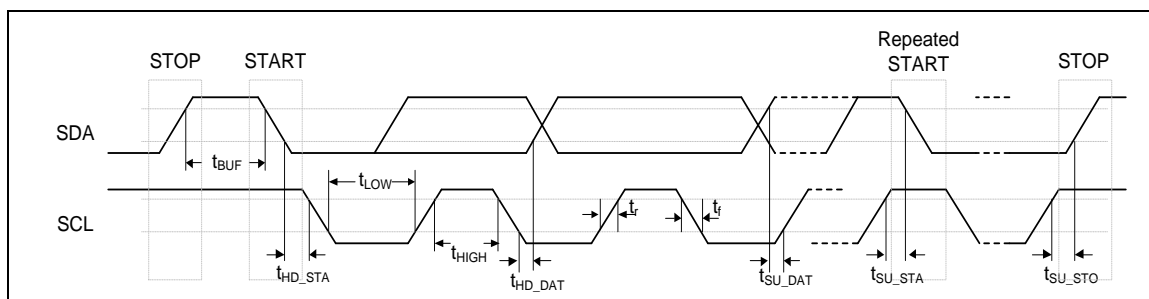 STOP
START
Repeated
START
STOP
SDA
tBUF
tLOW
SCL
tr
tf
tHIGH
tHD_STA
tHD_DAT
tSU_DAT
tSU_STA
tSU_STO